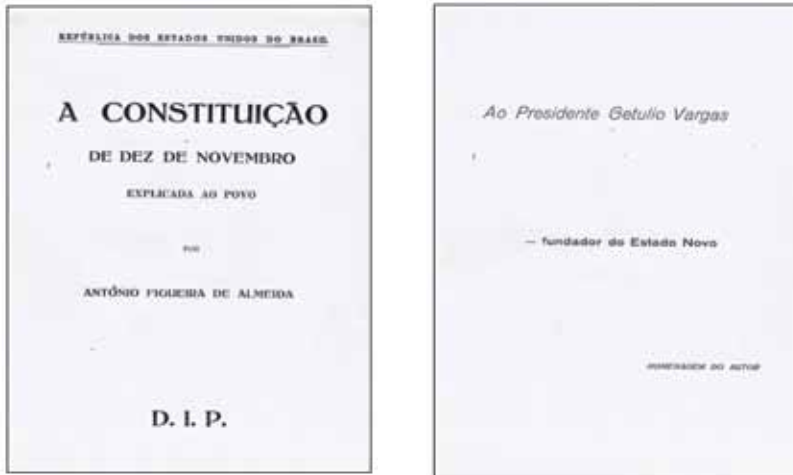 REPÚBLICA DOS ESTADOS UNIDOS DO BRASIL
A CONSTITUIÇÃO
DE DEZ DE NOVEMBRO
EXPLICADA AO POVO
POR
ANTÔNIO FIGUEIRA DE ALMEIDA
D. I. P.
Ao Presidente Getulio Vargas
— fundador do Estado Novo
HOMENAGEM DO AUTOR